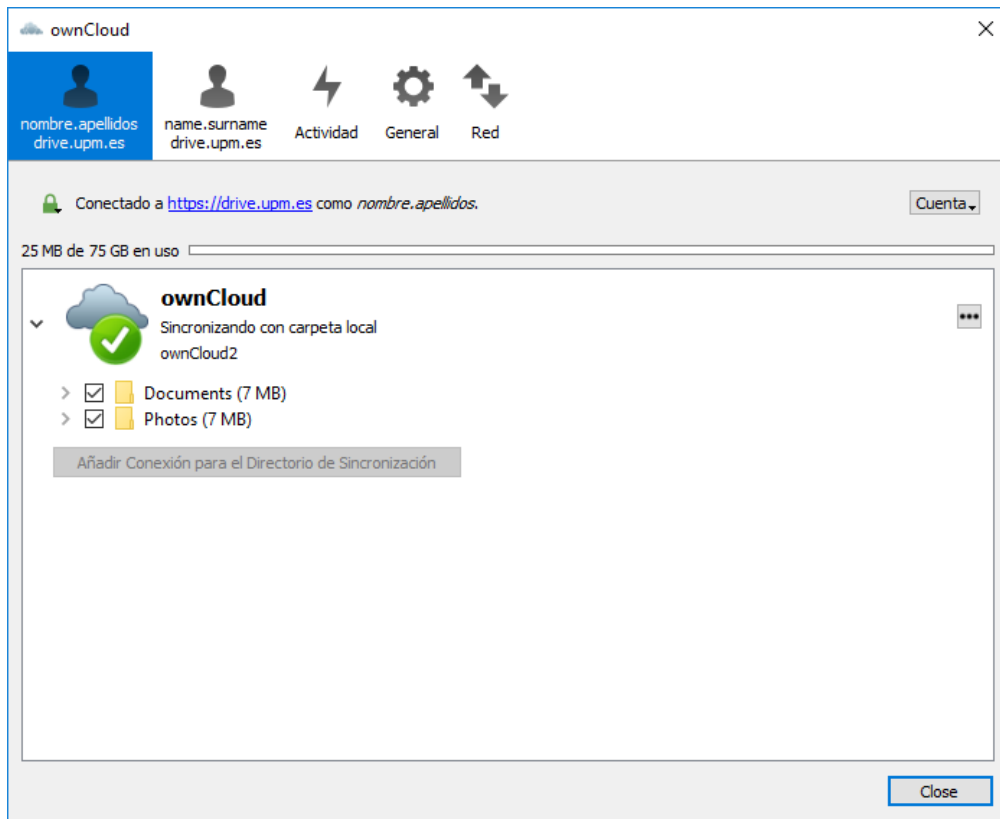 ownCloud
nombre.apellidos
drive.upm.es
name.surname
drive.upm.es
Actividad
General
Red
Conectado a https://drive.upm.es como nombre.apellidos.
Cuenta
25 MB de 75 GB en uso
ownCloud
Sincronizando con carpeta local
ownCloud2
Documents (7 MB)
Photos (7 MB)
Añadir Conexión para el Directorio de Sincronización
Close